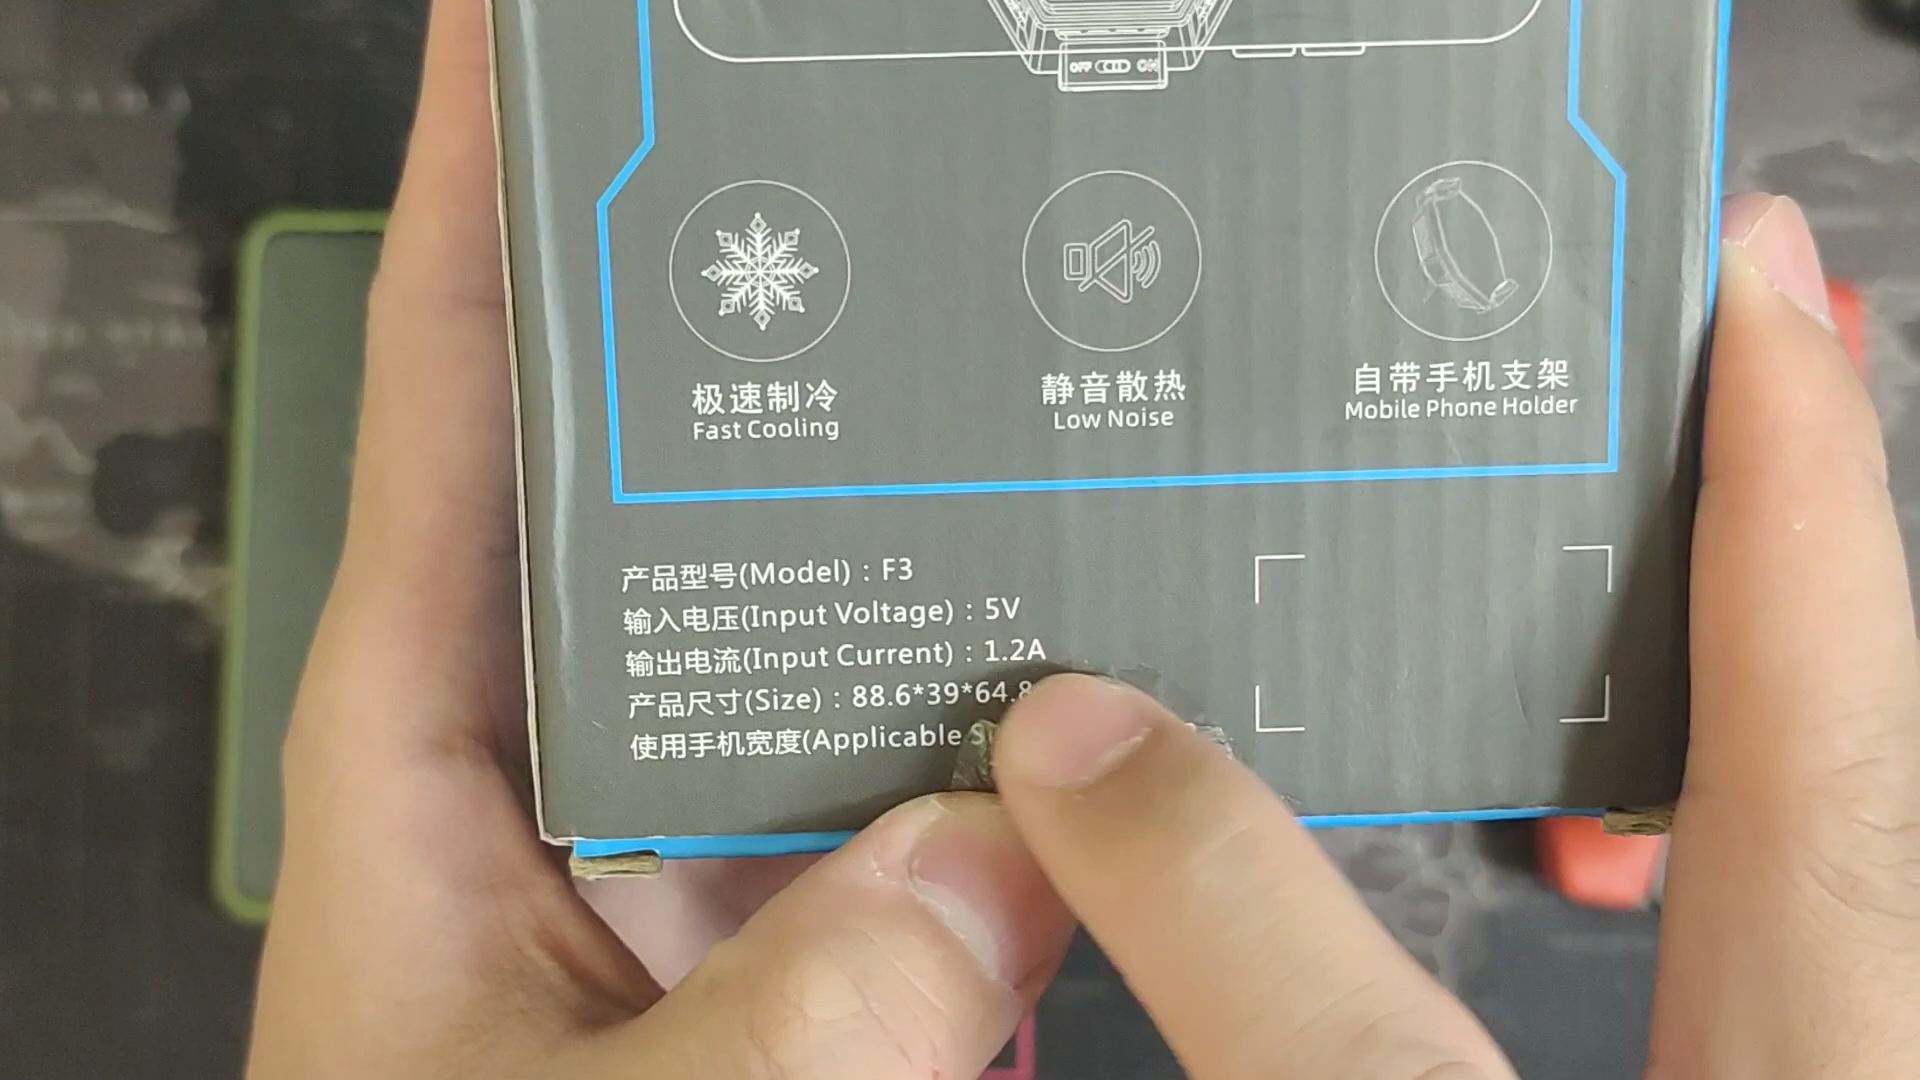 OFF ON
极速制冷
Fast Cooling
静音散热
Low Noise
自带手机支架
Mobile Phone Holder
产品型号(Model)：F3
输入电压(Input Voltage)：5V
输出电流(Input Current)：1.2A
产品尺寸(Size)：88.6*39*64.8
使用手机宽度(Applicable